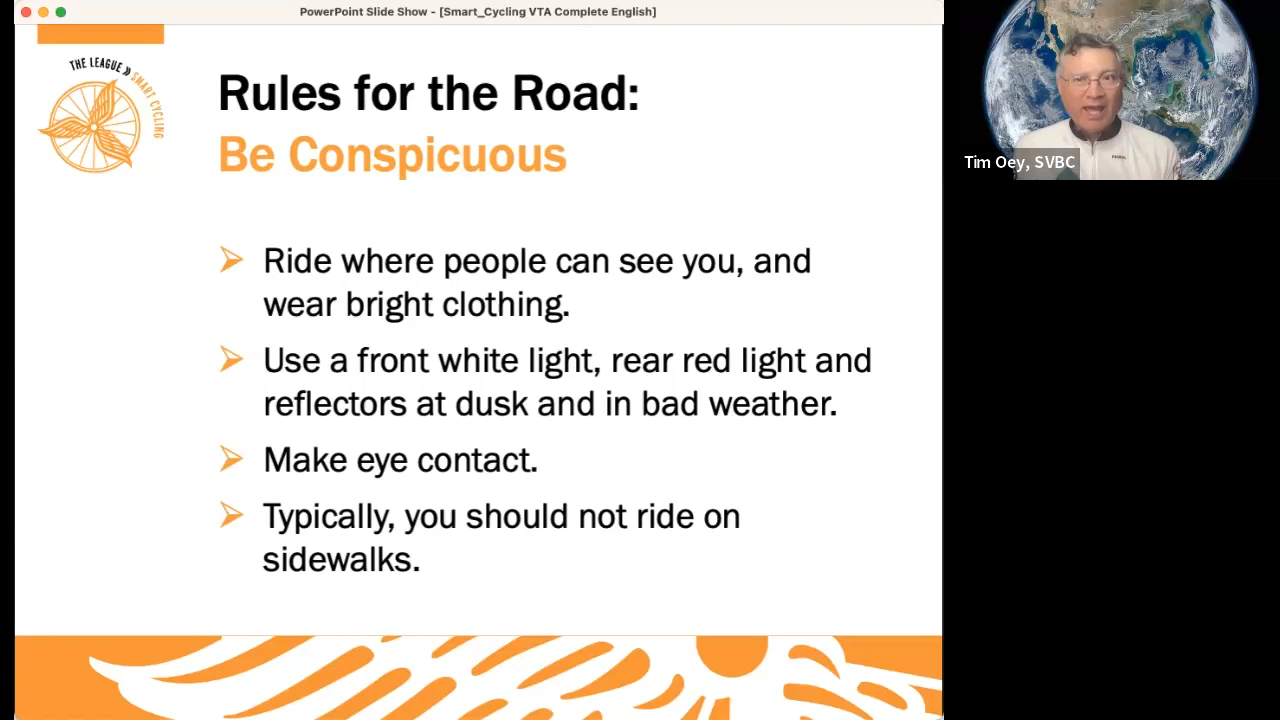 PowerPoint Slide Show - [Smart_Cycling VTA Complete English]
THE LEAGUE
SMART CYCLING
Rules for the Road:
Be Conspicuous
Ride where people can see you, and
wear bright clothing.
Use a front white light, rear red light and
reflectors at dusk and in bad weather.
Make eye contact.
Typically, you should not ride on
sidewalks.
Tim Oey, SVBC